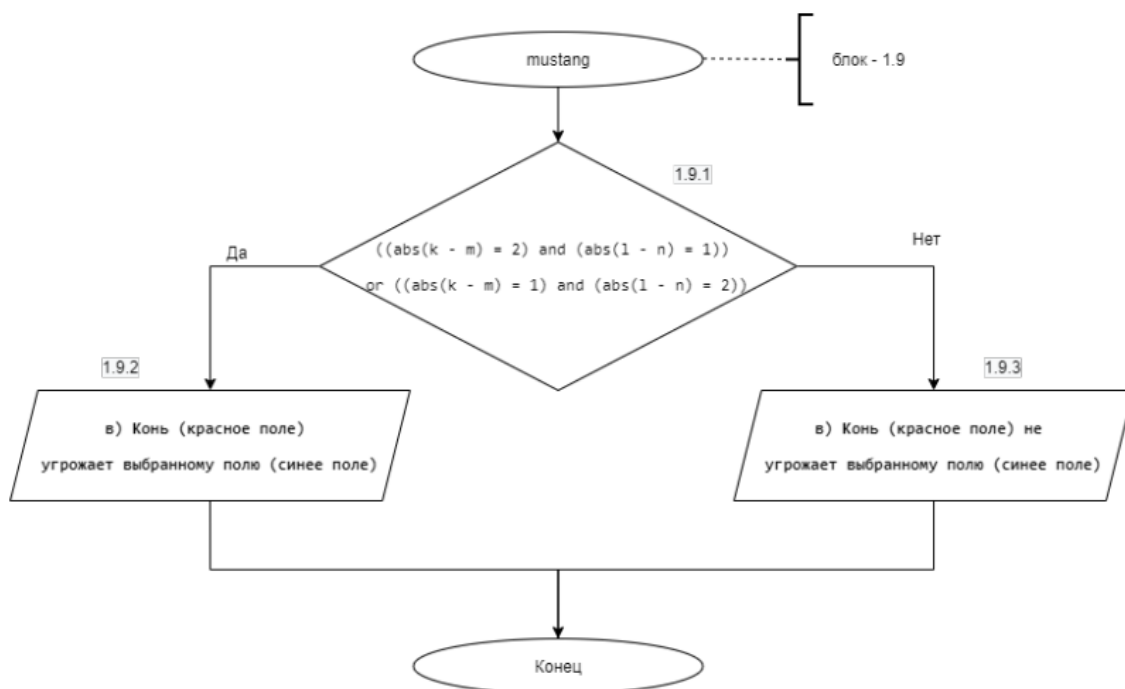 mustang
блок - 1.9
1.9.1
Да
Нет
((abs(k - m) = 2) and (abs(l - n) = 1))
or ((abs(k - m) = 1) and (abs(l - n) = 2))
1.9.2
1.9.3
в) Конь (красное поле)
угрожает выбранному полю (синее поле)
в) Конь (красное поле) не
угрожает выбранному полю (синее поле)
Конец